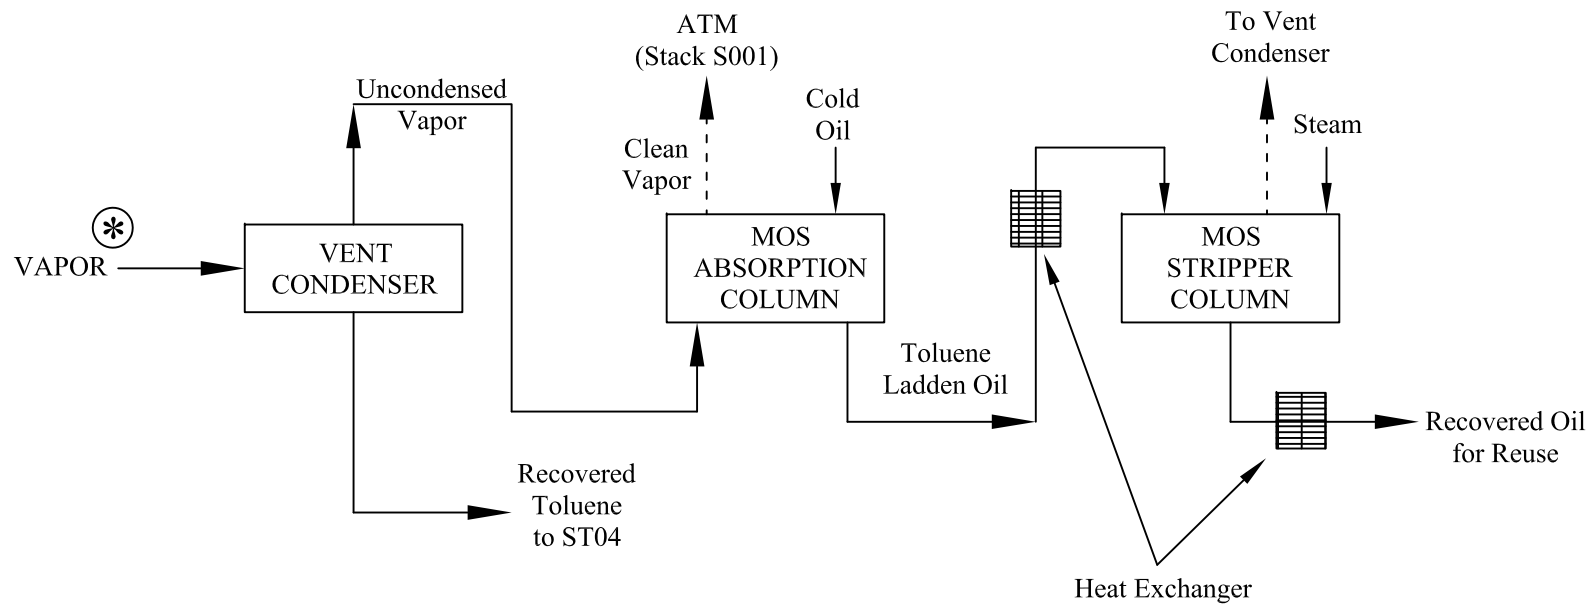 ATM
(Stack S001)
To Vent
Condenser
Uncondensed
Vapor
Cold
Oil
Steam
Clean
Vapor
*
VAPOR
VENT
CONDENSER
MOS
ABSORPTION
COLUMN
MOS
STRIPPER
COLUMN
Toluene
Ladden Oil
Recovered Oil
for Reuse
Recovered
Toluene
to ST04
Heat Exchanger